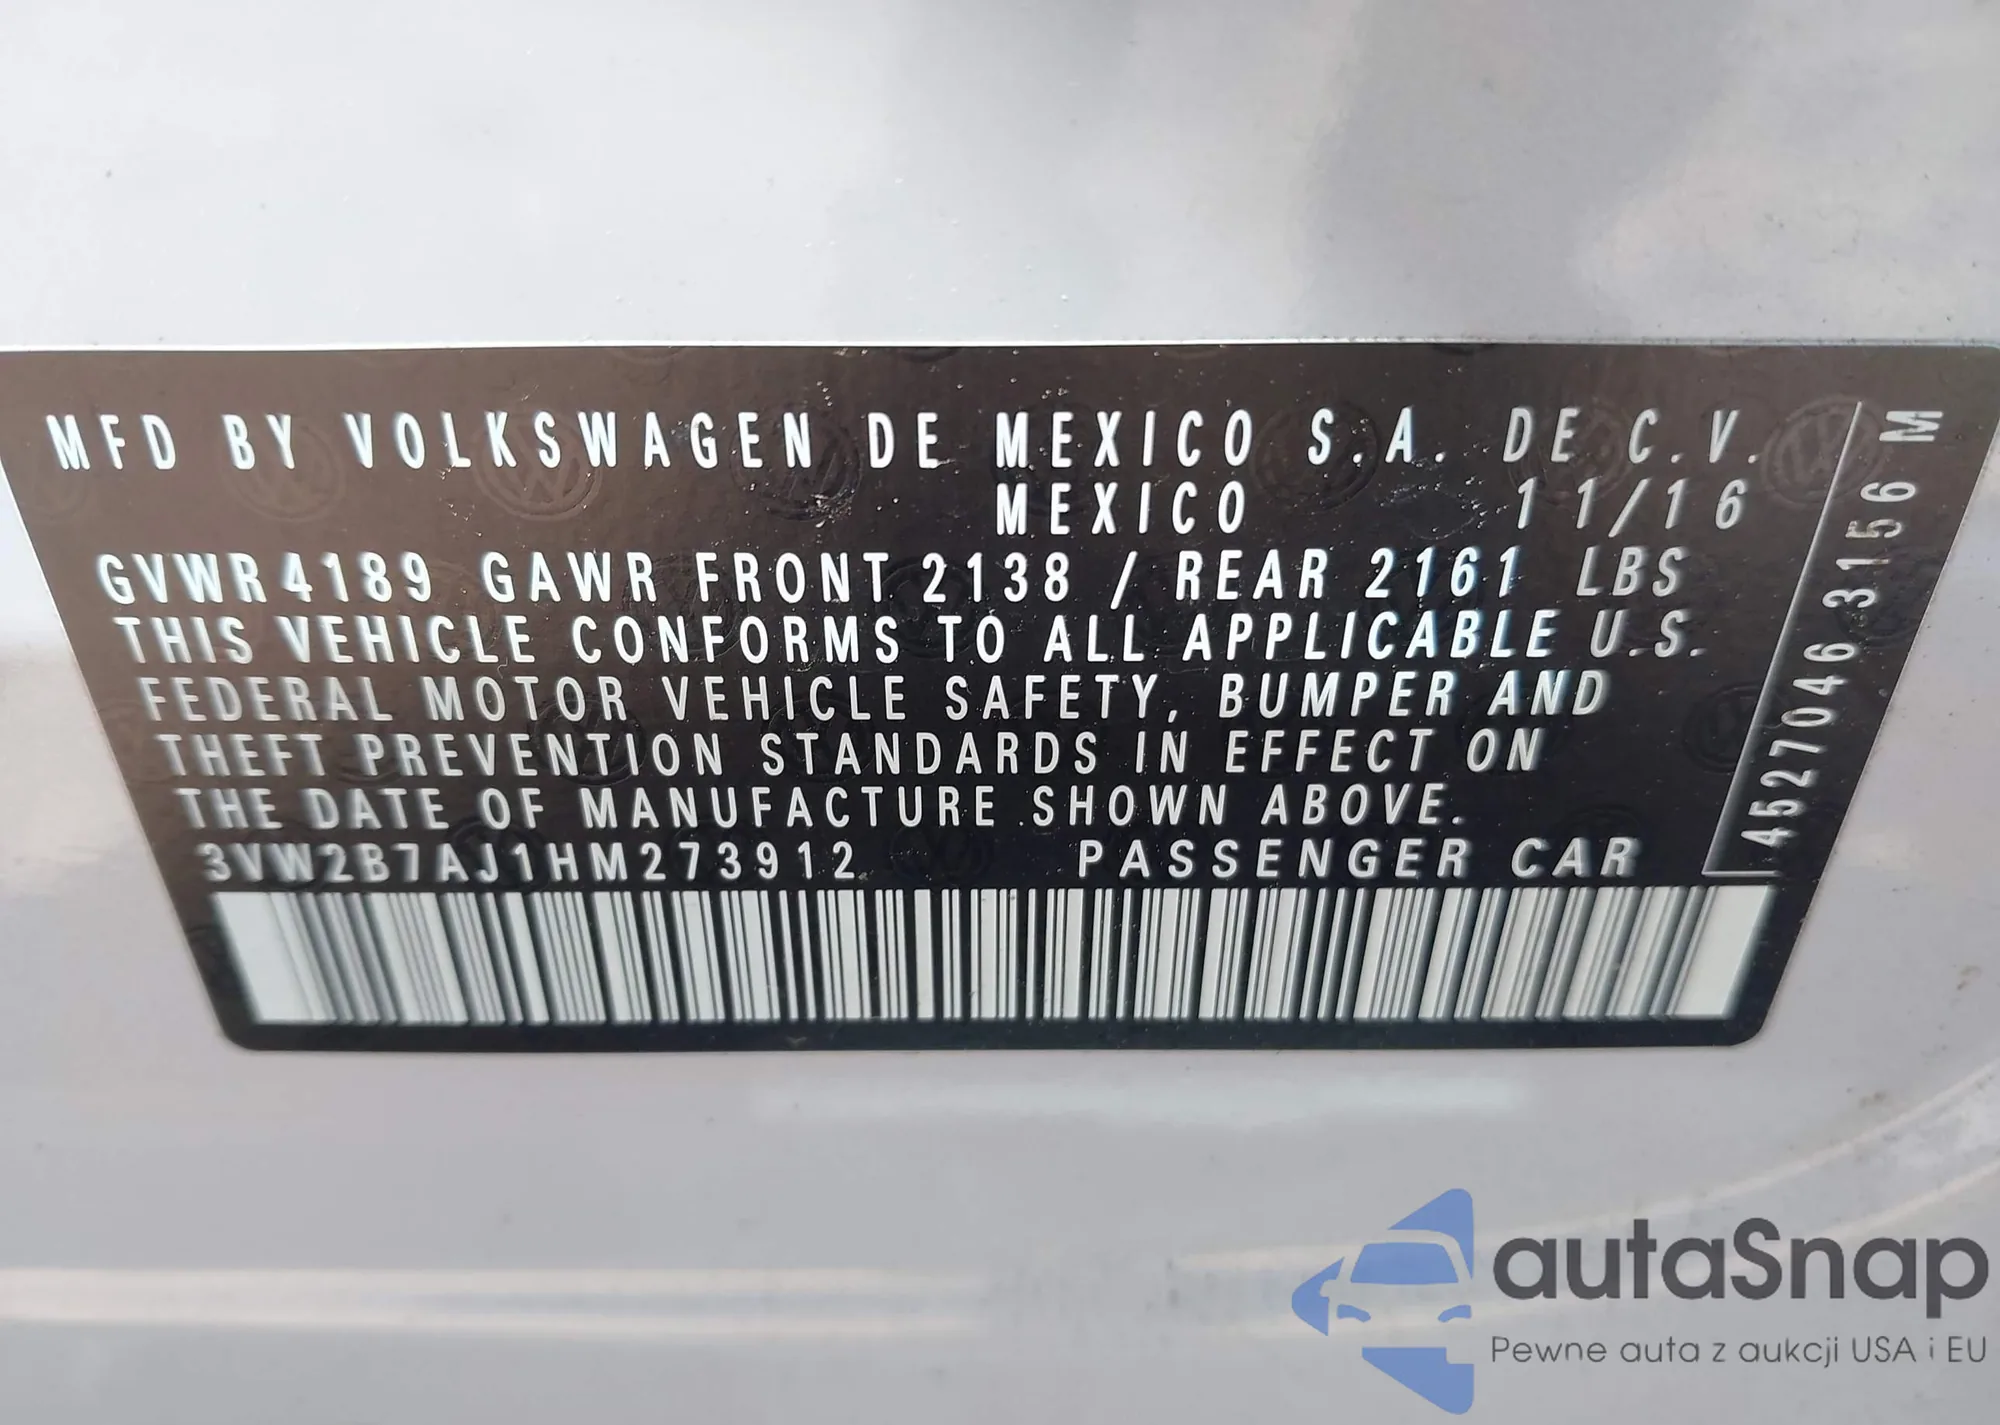 MFD BY VOLKSWAGEN DE MEXICO S.A. DE C.V.
MEXICO 11/16
GVWR 4189 GAWR FRONT 2138 / REAR 2161 LBS
THIS VEHICLE CONFORMS TO ALL APPLICABLE U.S.
FEDERAL MOTOR VEHICLE SAFETY, BUMPER AND
THEFT PREVENTION STANDARDS IN EFFECT ON
THE DATE OF MANUFACTURE SHOWN ABOVE.
3VW2B7AJ1HM273912 PASSENGER CAR
4527046 3156 M
autaSnap
Pewne auta z aukcji USA i EU